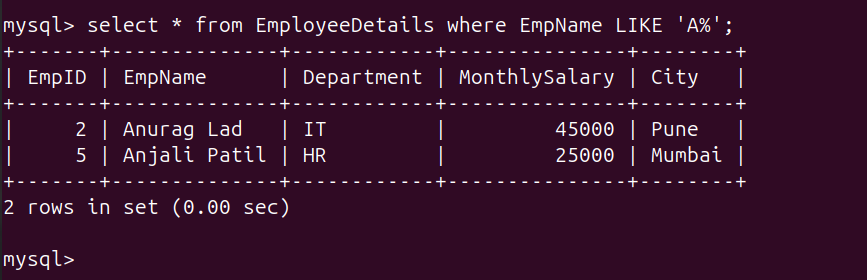 mysql> select * from EmployeeDetails where EmpName LIKE 'A%';
+-------+--------------+------------+---------------+--------+
| EmpID | EmpName      | Department | MonthlySalary | City   |
+-------+--------------+------------+---------------+--------+
|     2 | Anurag Lad   | IT         |         45000 | Pune   |
|     5 | Anjali Patil | HR         |         25000 | Mumbai |
+-------+--------------+------------+---------------+--------+
2 rows in set (0.00 sec)
mysql>